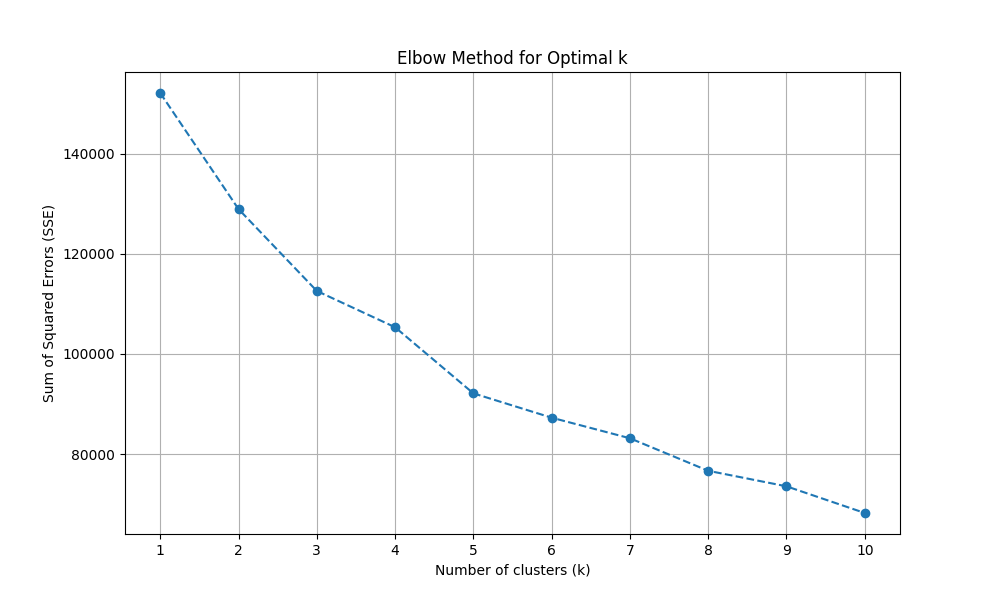 Elbow Method for Optimal k
Sum of Squared Errors (SSE)
140000
120000
100000
80000
1 2 3 4 5 6 7 8 9 10
Number of clusters (k)